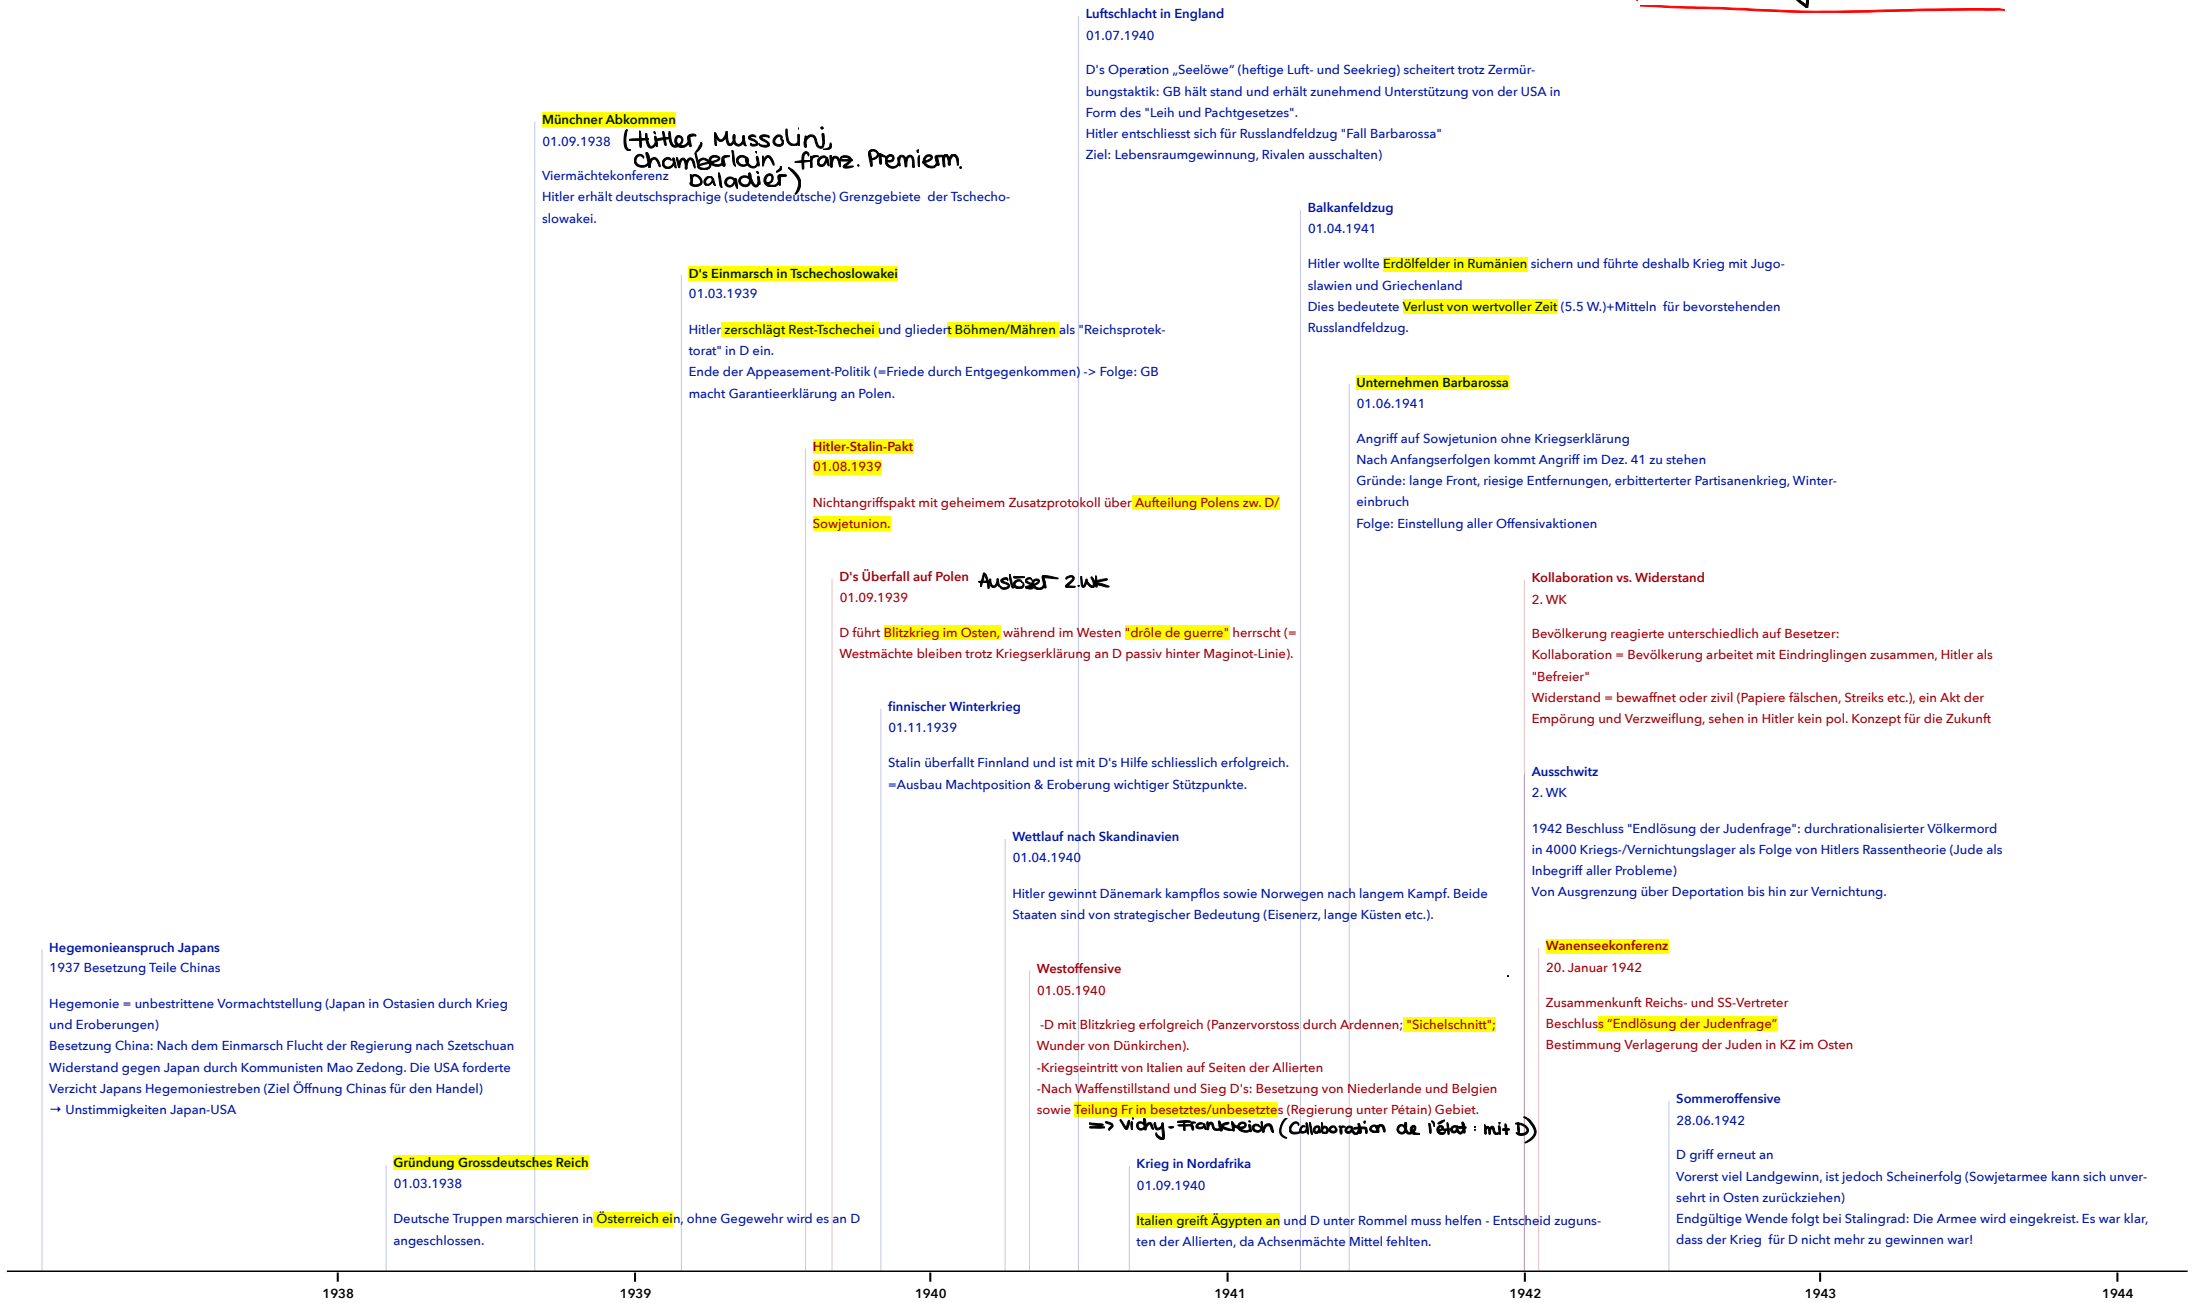 Luftschlacht in England
01.07.1940
D's Operation „Seelöwe“ (heftige Luft- und Seekrieg) scheitert trotz Zermür-
bungstaktik: GB hält stand und erhält zunehmend Unterstützung von der USA in
Form des "Leih und Pachtgesetzes".
Hitler entschliesst sich für Russlandfeldzug "Fall Barbarossa"
Ziel: Lebensraumgewinnung, Rivalen ausschalten)
Münchner Abkommen
01.09.1938 (Hitler, Mussolini,
Chamberlain, franz. Premierm.
Daladier)
Viermächtekonferenz
Hitler erhält deutschsprachige (sudetendeutsche) Grenzgebiete der Tschecho-
slowakei.
Balkanfeldzug
01.04.1941
Hitler wollte Erdölfelder in Rumänien sichern und führte deshalb Krieg mit Jugo-
slawien und Griechenland
Dies bedeutete Verlust von wertvoller Zeit (5.5 W.)+Mitteln für bevorstehenden
Russlandfeldzug.
D's Einmarsch in Tschechoslowakei
01.03.1939
Hitler zerschlägt Rest-Tschechei und gliedert Böhmen/Mähren als "Reichsprotek-
torat" in D ein.
Ende der Appeasement-Politik (=Friede durch Entgegenkommen) -> Folge: GB
macht Garantieerklärung an Polen.
Unternehmen Barbarossa
01.06.1941
Angriff auf Sowjetunion ohne Kriegserklärung
Nach Anfangserfolgen kommt Angriff im Dez. 41 zu stehen
Gründe: lange Front, riesige Entfernungen, erbitterterter Partisanenkrieg, Winter-
einbruch
Folge: Einstellung aller Offensivaktionen
Hitler-Stalin-Pakt
01.08.1939
Nichtangriffspakt mit geheimem Zusatzprotokoll über Aufteilung Polens zw. D/
Sowjetunion.
D's Überfall auf Polen Auslöser 2.WK
01.09.1939
D führt Blitzkrieg im Osten, während im Westen "drôle de guerre" herrscht (=
Westmächte bleiben trotz Kriegserklärung an D passiv hinter Maginot-Linie).
Kollaboration vs. Widerstand
2. WK
Bevölkerung reagierte unterschiedlich auf Besetzer:
Kollaboration = Bevölkerung arbeitet mit Eindringlingen zusammen, Hitler als
"Befreier"
Widerstand = bewaffnet oder zivil (Papiere fälschen, Streiks etc.), ein Akt der
Empörung und Verzweiflung, sehen in Hitler kein pol. Konzept für die Zukunft
finnischer Winterkrieg
01.11.1939
Stalin überfallt Finnland und ist mit D's Hilfe schliesslich erfolgreich.
=Ausbau Machtposition & Eroberung wichtiger Stützpunkte.
Ausschwitz
2. WK
1942 Beschluss "Endlösung der Judenfrage": durchrationalisierter Völkermord
in 4000 Kriegs-/Vernichtungslager als Folge von Hitlers Rassentheorie (Jude als
Inbegriff aller Probleme)
Von Ausgrenzung über Deportation bis hin zur Vernichtung.
Wettlauf nach Skandinavien
01.04.1940
Hitler gewinnt Dänemark kampflos sowie Norwegen nach langem Kampf. Beide
Staaten sind von strategischer Bedeutung (Eisenerz, lange Küsten etc.).
Hegemonieanspruch Japans
1937 Besetzung Teile Chinas
Hegemonie = unbestrittene Vormachtstellung (Japan in Ostasien durch Krieg
und Eroberungen)
Besetzung China: Nach dem Einmarsch Flucht der Regierung nach Szetschuan
Widerstand gegen Japan durch Kommunisten Mao Zedong. Die USA forderte
Verzicht Japans Hegemoniestreben (Ziel Öffnung Chinas für den Handel)
→ Unstimmigkeiten Japan-USA
Wanenseekonferenz
20. Januar 1942
Zusammenkunft Reichs- und SS-Vertreter
Beschluss “Endlösung der Judenfrage”
Bestimmung Verlagerung der Juden in KZ im Osten
Westoffensive
01.05.1940
-D mit Blitzkrieg erfolgreich (Panzervorstoss durch Ardennen; "Sichelschnitt";
Wunder von Dünkirchen).
-Kriegseintritt von Italien auf Seiten der Allierten
-Nach Waffenstillstand und Sieg D's: Besetzung von Niederlande und Belgien
sowie Teilung Fr in besetztes/unbesetztes (Regierung unter Pétain) Gebiet.
=> Vichy-Frankreich (Collaboration de l'état: mit D)
Sommeroffensive
28.06.1942
D griff erneut an
Vorerst viel Landgewinn, ist jedoch Scheinerfolg (Sowjetarmee kann sich unver-
sehrt in Osten zurückziehen)
Endgültige Wende folgt bei Stalingrad: Die Armee wird eingekreist. Es war klar,
dass der Krieg für D nicht mehr zu gewinnen war!
Gründung Grossdeutsches Reich
01.03.1938
Deutsche Truppen marschieren in Österreich ein, ohne Gegewehr wird es an D
angeschlossen.
Krieg in Nordafrika
01.09.1940
Italien greift Ägypten an und D unter Rommel muss helfen - Entscheid zuguns-
ten der Allierten, da Achsenmächte Mittel fehlten.
1938 1939 1940 1941 1942 1943 1944